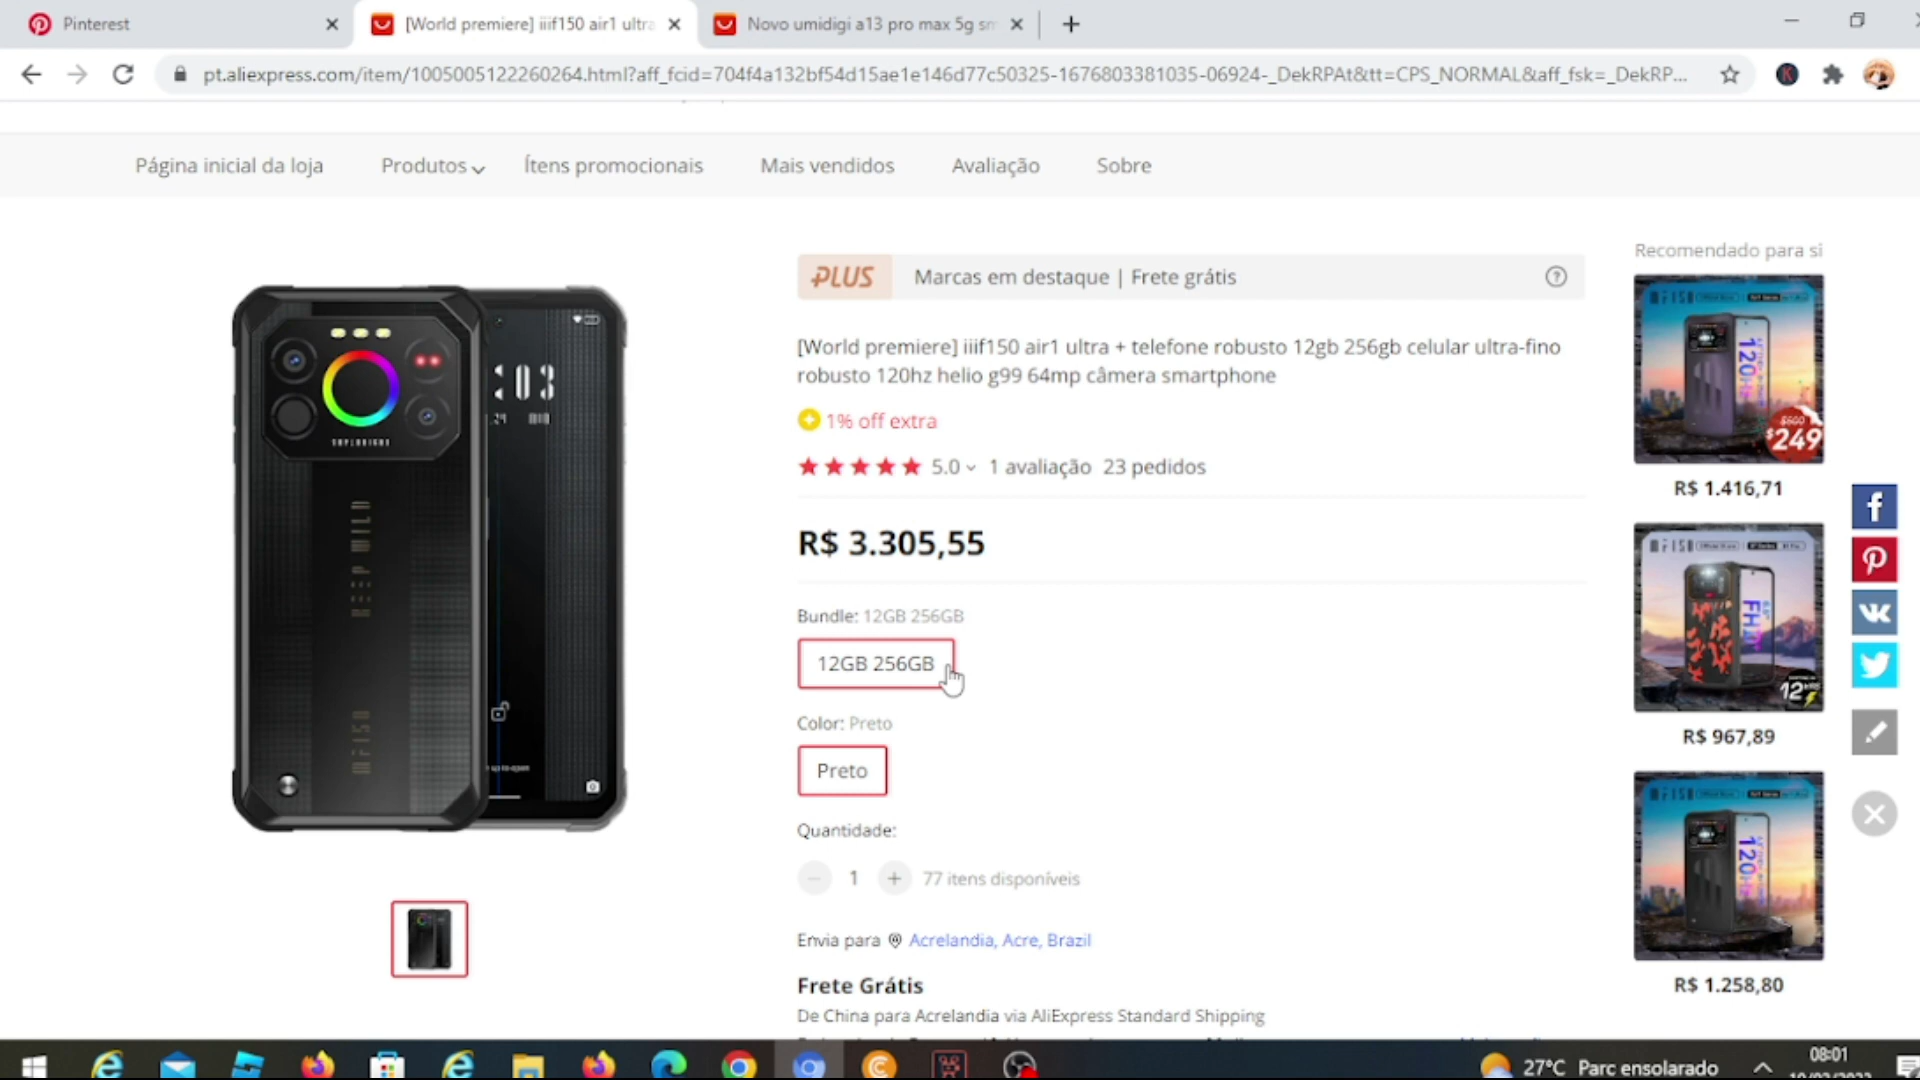 Pinterest
[World premiere] iiif150 air1 ultra
Novo umidigi a13 pro max 5g sm
pt.aliexpress.com/item/1005005122260264.html?aff_fcid=704f4a132bf54d15ae1e146d77c50325-1676803381035-06924-_DekRPAt&tt=CPS_NORMAL&aff_fsk=_DekRP...
Página inicial da loja Produtos Ítens promocionais Mais vendidos Avaliação Sobre
PLUS Marcas em destaque | Frete grátis
[World premiere] iiif150 air1 ultra + telefone robusto 12gb 256gb celular ultra-fino
robusto 120hz helio g99 64mp câmera smartphone
1% off extra
5.0 1 avaliação 23 pedidos
R$ 3.305,55
Bundle: 12GB 256GB
12GB 256GB
Color: Preto
Preto
Quantidade:
1 + 77 itens disponíveis
Envia para Acrelandia, Acre, Brazil
Frete Grátis
De China para Acrelandia via AliExpress Standard Shipping
Recomendado para si
120Hz
$600
$249
R$ 1.416,71
12
R$ 967,89
120Hz
R$ 1.258,80
27°C Parc ensolarado
08:01